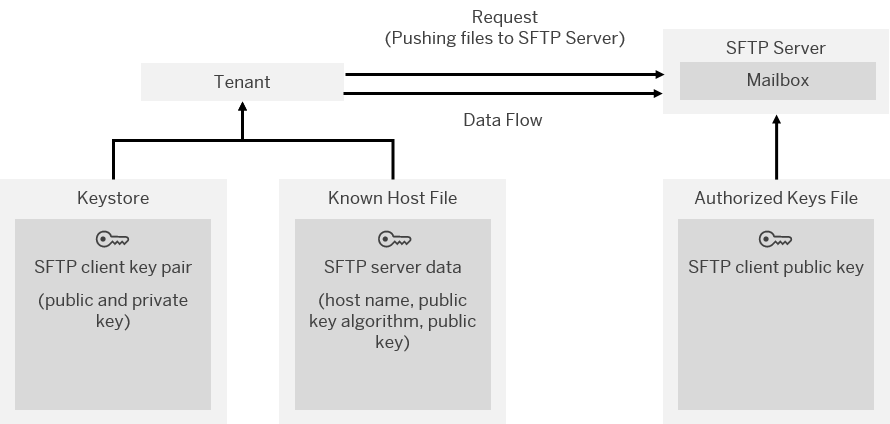 Request
(Pushing files to SFTP Server)
SFTP Server
Mailbox
Tenant
Data Flow
Keystore
SFTP client key pair
(public and private
key)
Known Host File
SFTP server data
(host name, public
key algorithm, public
key)
Authorized Keys File
SFTP client public key